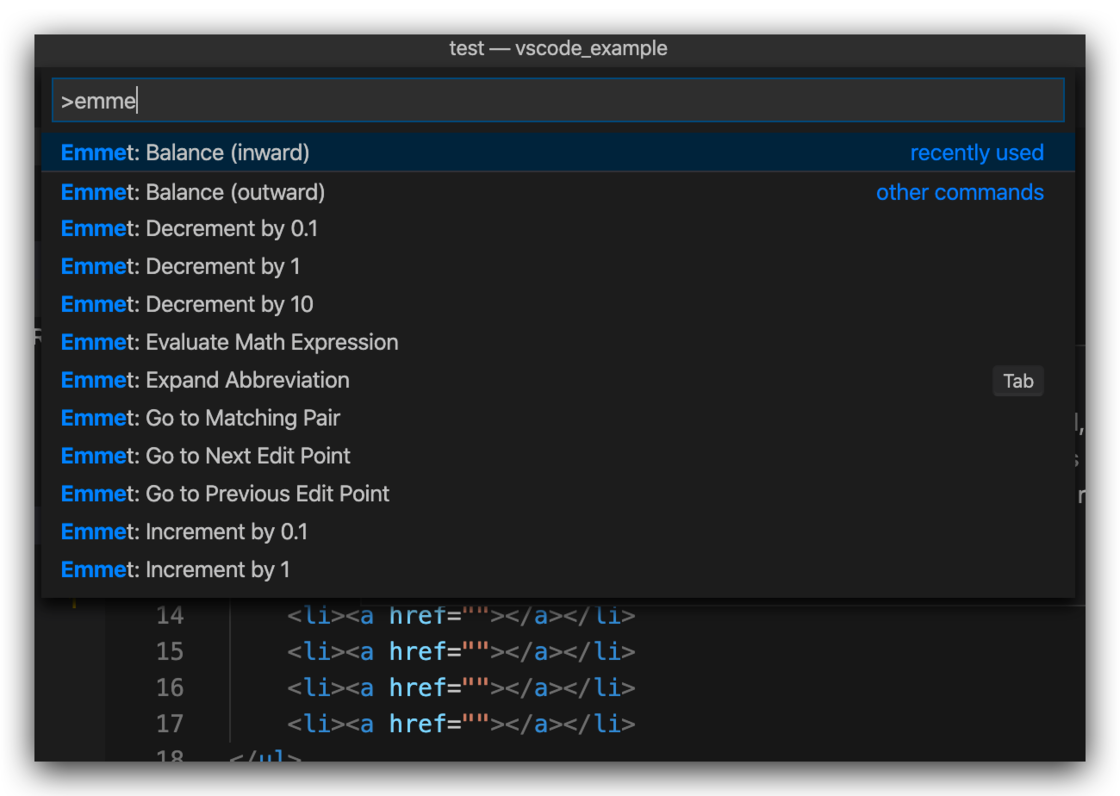 test — vscode_example
>emme
Emmet: Balance (inward) recently used
Emmet: Balance (outward) other commands
Emmet: Decrement by 0.1
Emmet: Decrement by 1
Emmet: Decrement by 10
Emmet: Evaluate Math Expression
Emmet: Expand Abbreviation Tab
Emmet: Go to Matching Pair
Emmet: Go to Next Edit Point
Emmet: Go to Previous Edit Point
Emmet: Increment by 0.1
Emmet: Increment by 1
14 <li><a href=""></a></li>
15 <li><a href=""></a></li>
16 <li><a href=""></a></li>
17 <li><a href=""></a></li>
18 </ul>